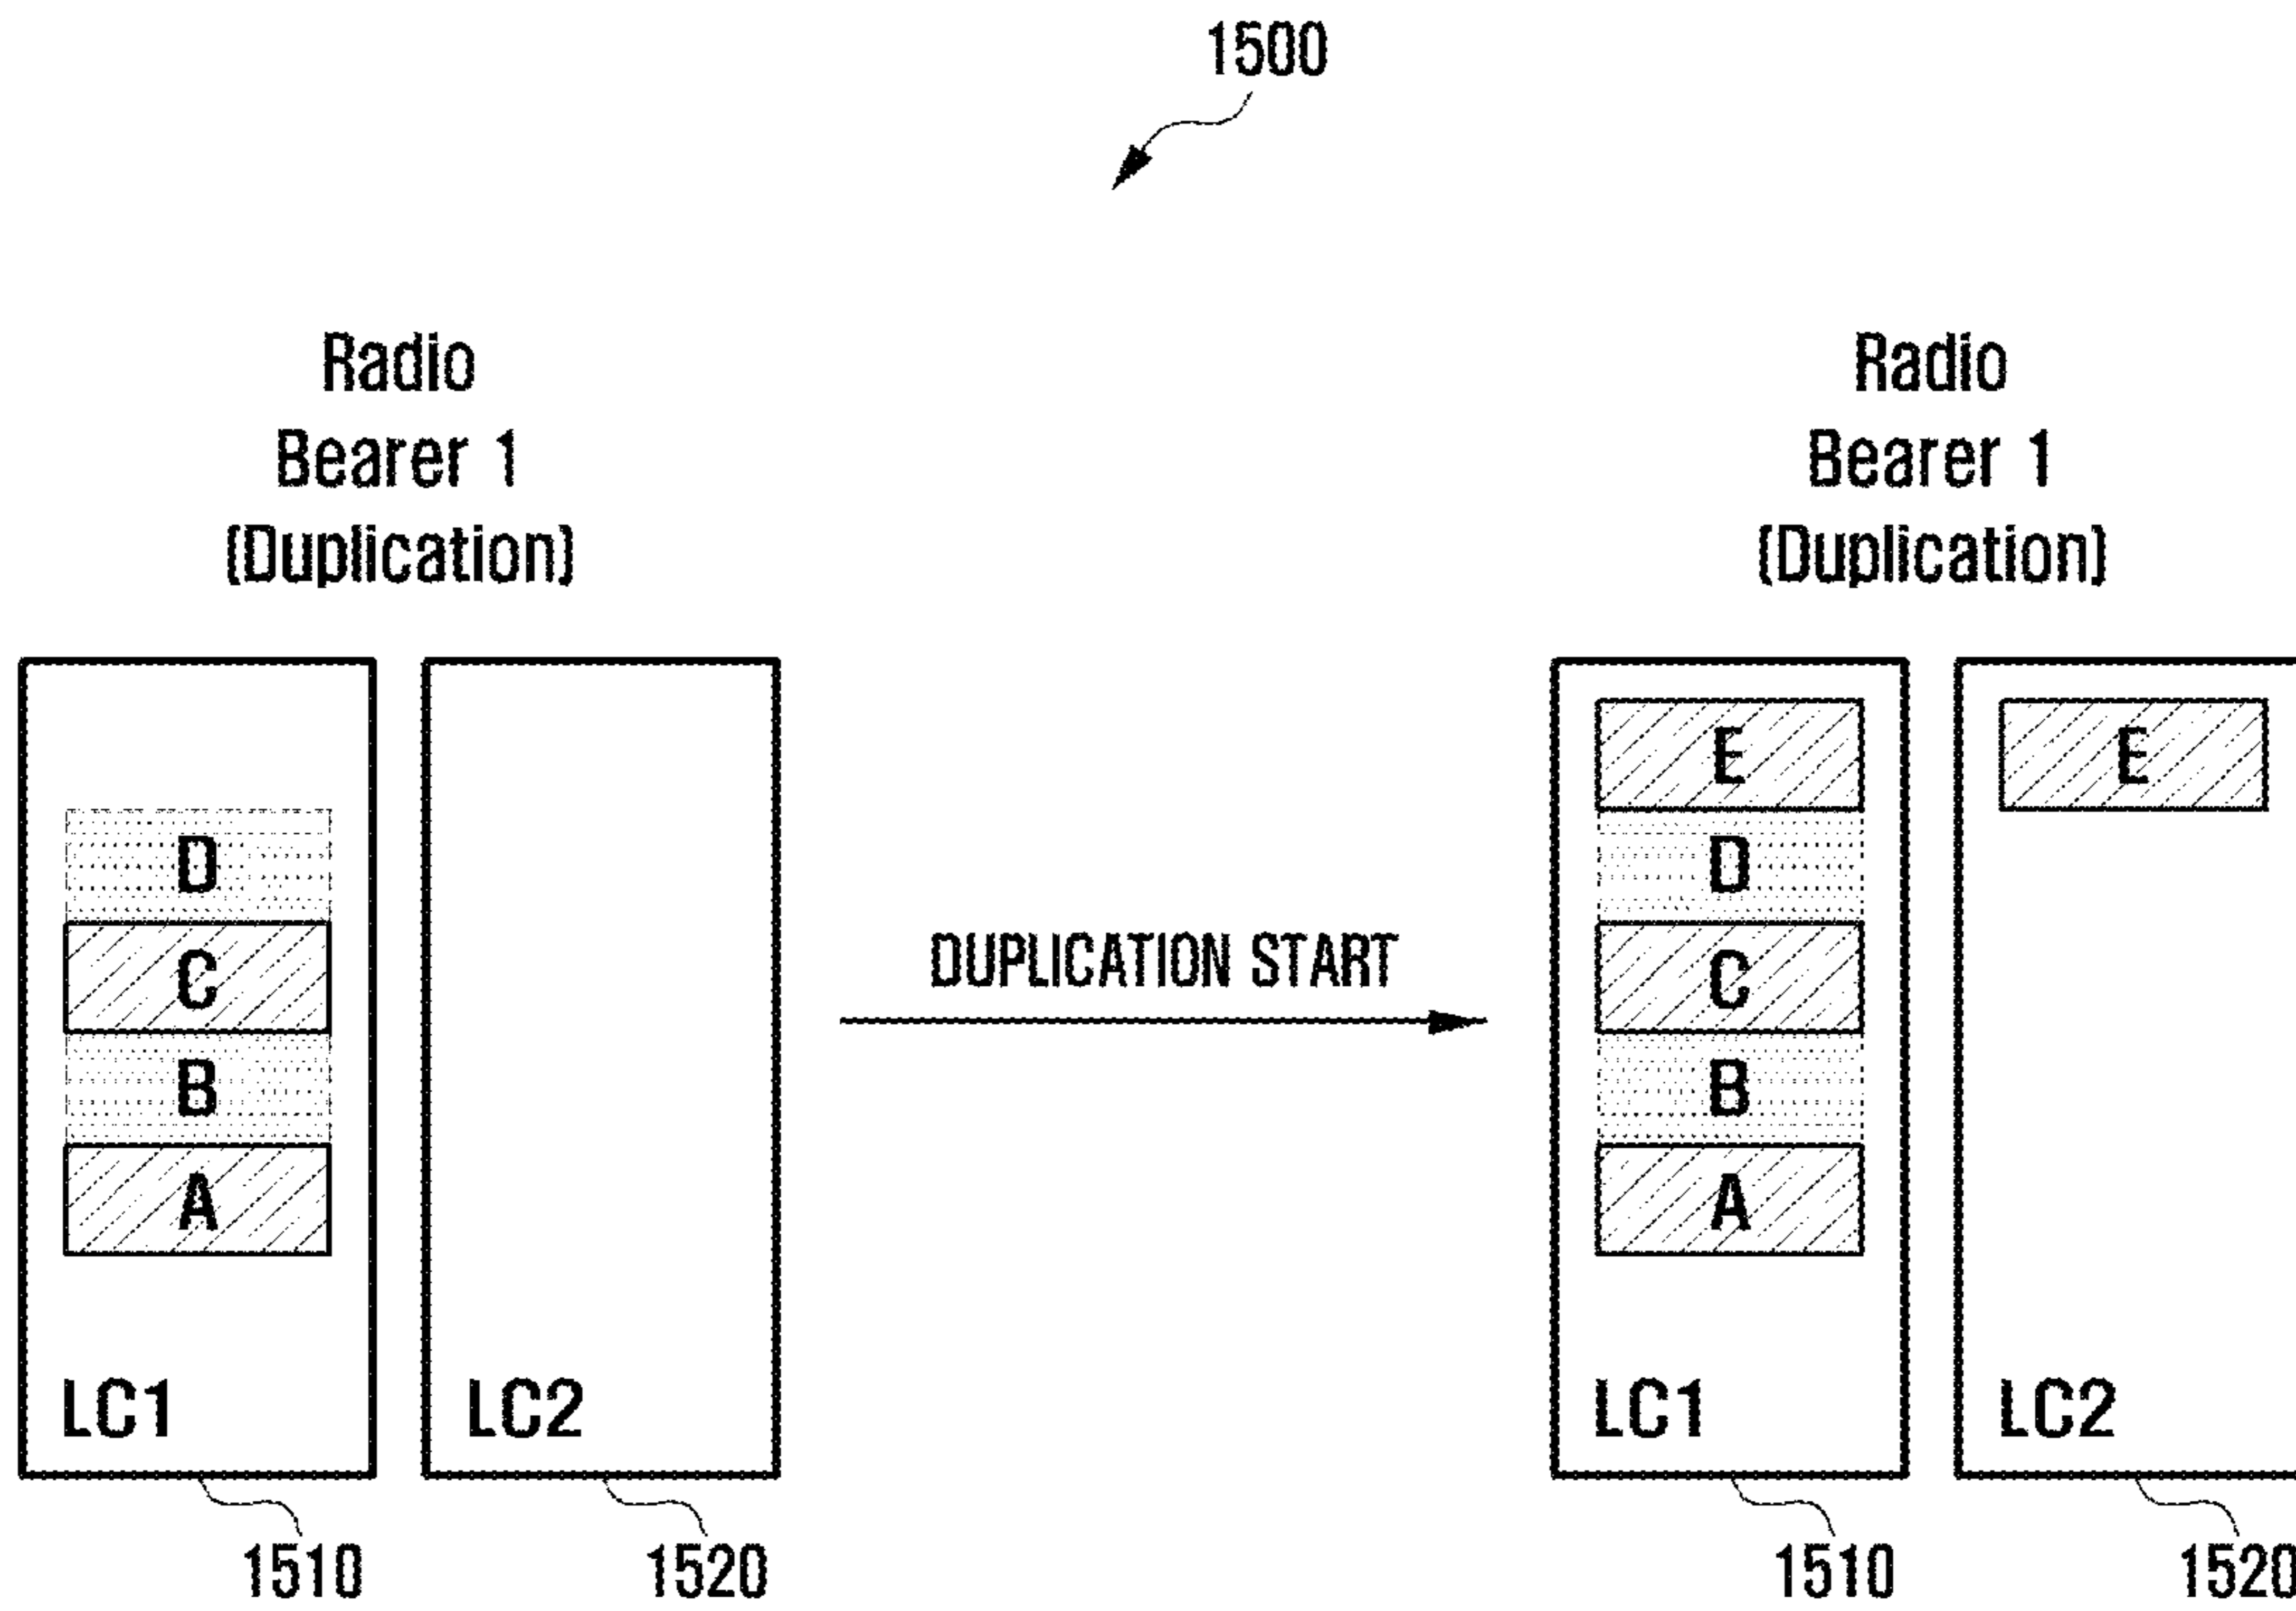 1500
Radio
Bearer 1
(Duplication)
D
C
B
A
LC1
LC2
1510
1520
DUPLICATION START
Radio
Bearer 1
(Duplication)
E
D
C
B
A
LC1
E
LC2
1510
1520